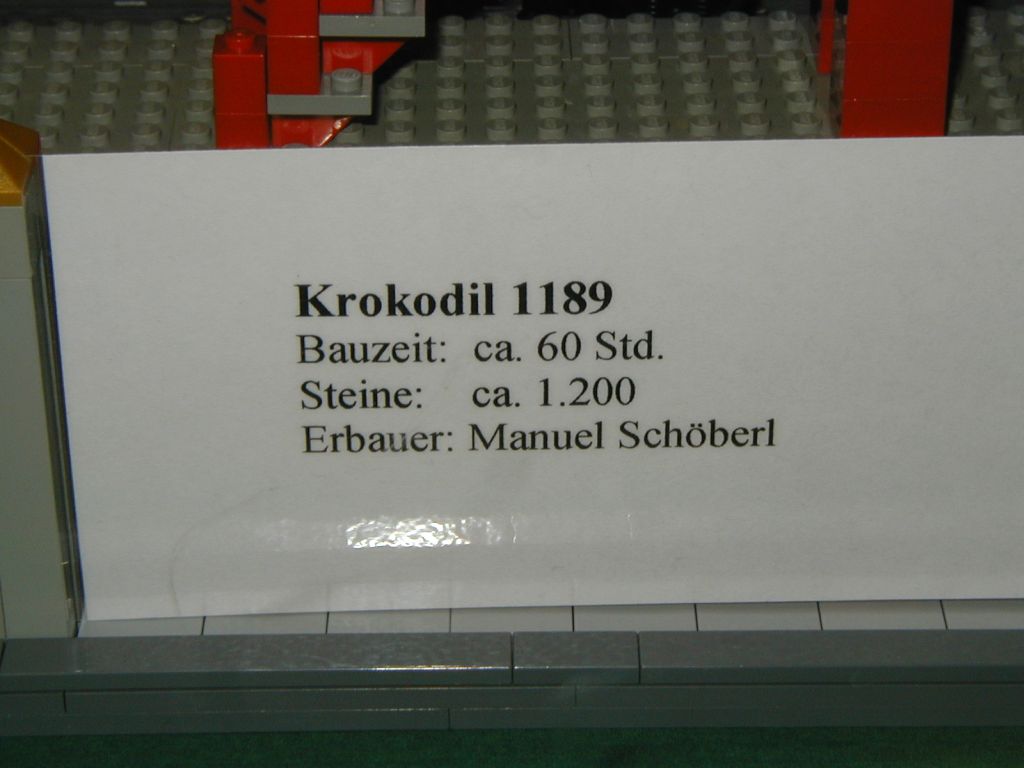 Krokodil 1189
Bauzeit: ca. 60 Std.
Steine: ca. 1.200
Erbauer: Manuel Schöberl